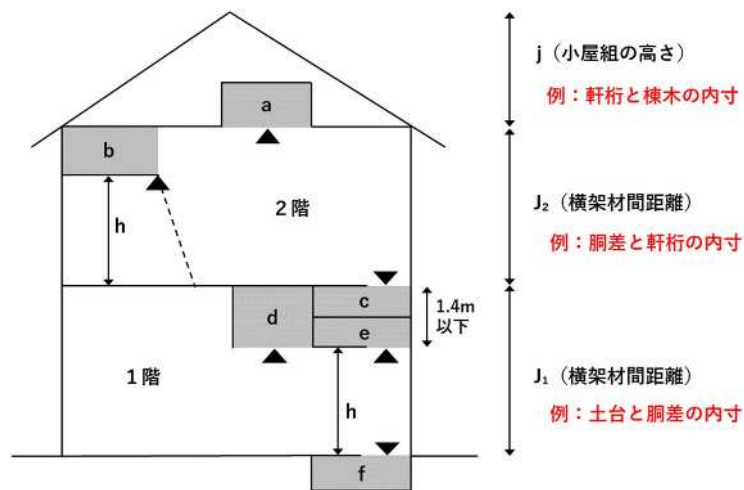 j（小屋組の高さ）
例：軒桁と棟木の内寸
a
b
h
2階
J₂（横架材間距離）
例：胴差と軒桁の内寸
c
d
e
1.4m
以下
1階
h
J₁（横架材間距離）
例：土台と胴差の内寸
f